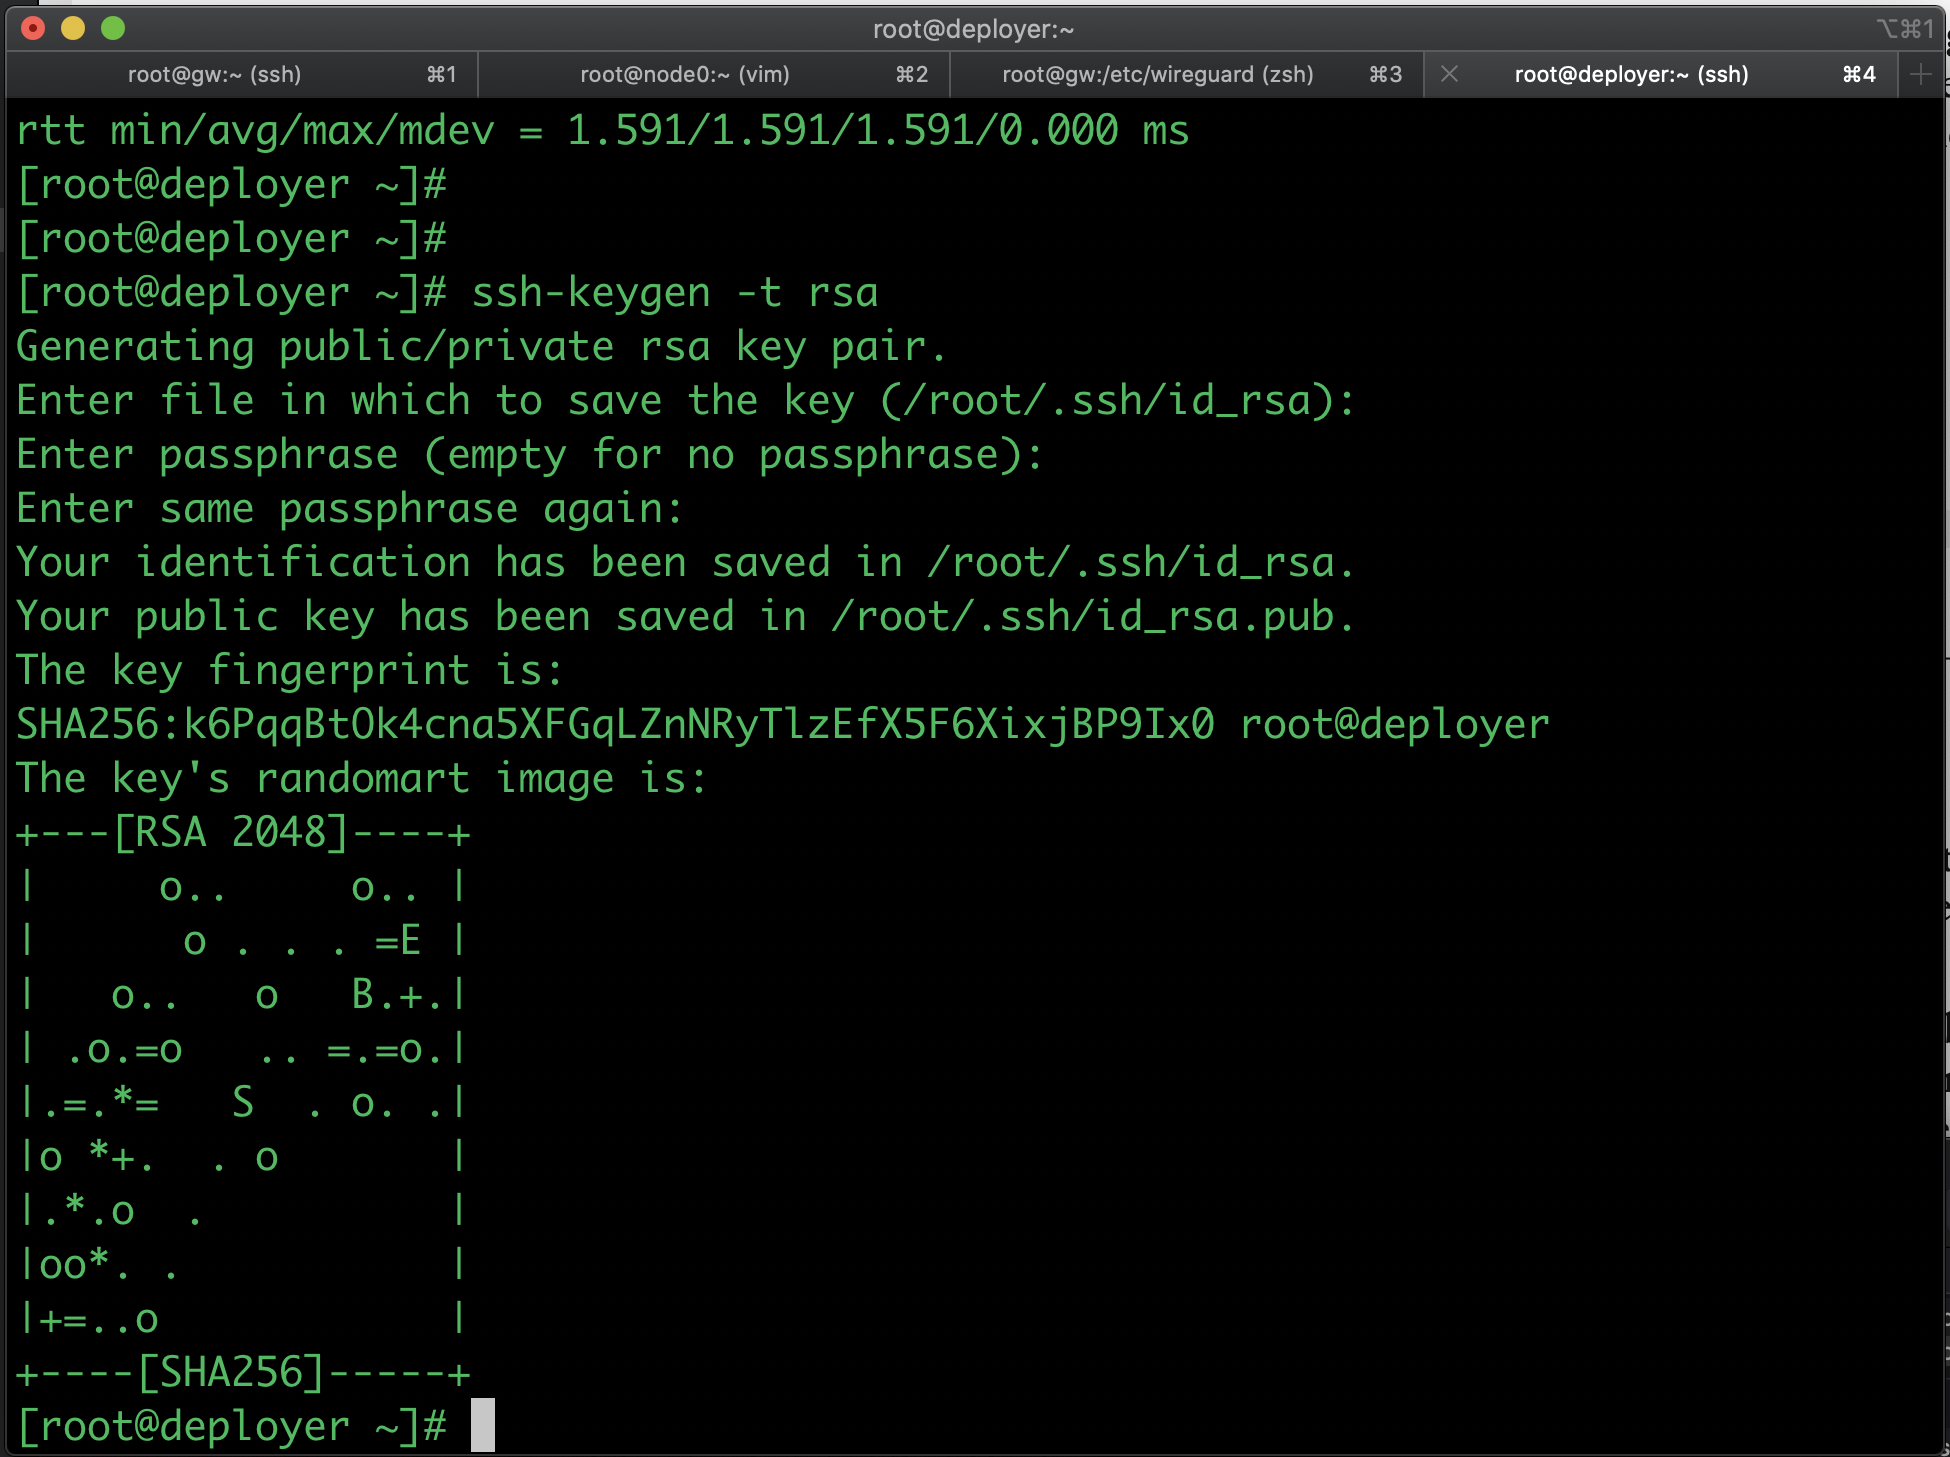 root@deployer:~ ⌥⌘1
root@gw:~ (ssh) ⌘1 root@node0:~ (vim) ⌘2 root@gw:/etc/wireguard (zsh) ⌘3 root@deployer:~ (ssh) ⌘4
rtt min/avg/max/mdev = 1.591/1.591/1.591/0.000 ms
[root@deployer ~]#
[root@deployer ~]#
[root@deployer ~]# ssh-keygen -t rsa
Generating public/private rsa key pair.
Enter file in which to save the key (/root/.ssh/id_rsa):
Enter passphrase (empty for no passphrase):
Enter same passphrase again:
Your identification has been saved in /root/.ssh/id_rsa.
Your public key has been saved in /root/.ssh/id_rsa.pub.
The key fingerprint is:
SHA256:k6PqqBtOk4cna5XFGqLZnNRyTlzEfX5F6XixjBP9Ix0 root@deployer
The key's randomart image is:
+---[RSA 2048]----+
|     o..     o.. |
|      o . . . =E |
|   o..   o   B.+.|
| .o.=o   .. =.=o.|
|.=.*=   S  . o. .|
|o *+.  . o       |
|.*.o  .          |
|oo*. .           |
|+=..o            |
+----[SHA256]-----+
[root@deployer ~]#